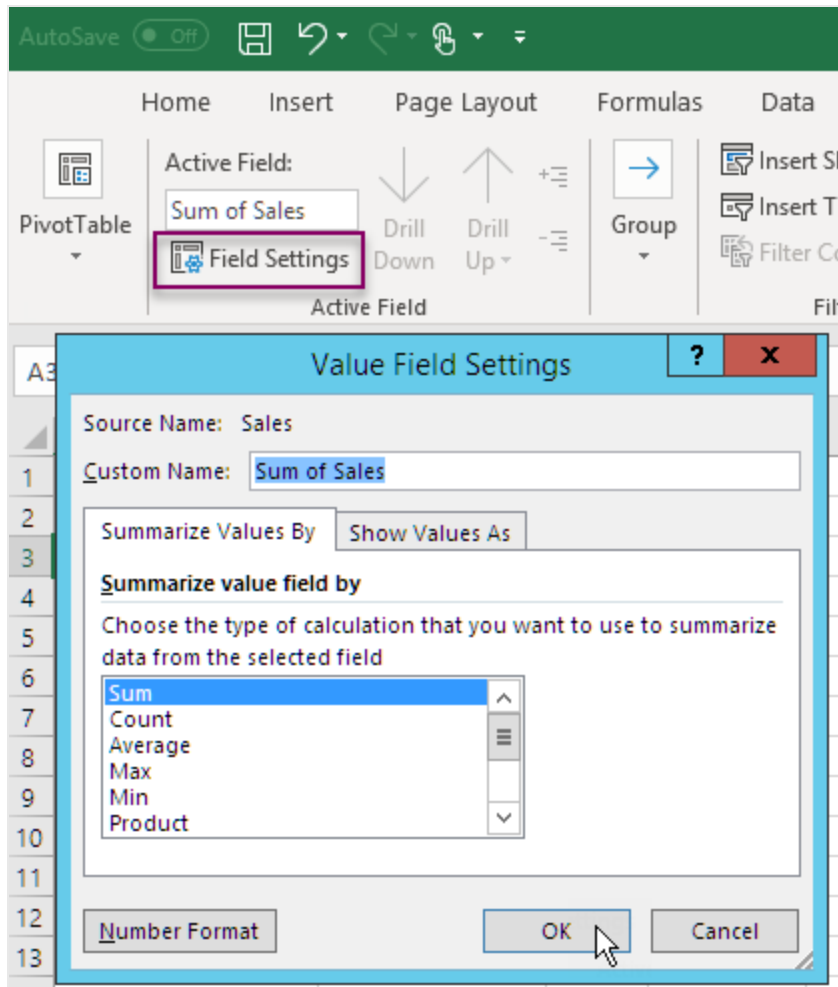 AutoSave Off
Home Insert Page Layout Formulas Data
Active Field:
Insert
Sum of Sales
PivotTable
Drill Down
Drill Up
Group
Insert
Field Settings
Filter
Active Field
A3
Value Field Settings
? X
Source Name: Sales
Custom Name: Sum of Sales
Summarize Values By
Show Values As
Summarize value field by
Choose the type of calculation that you want to use to summarize
data from the selected field
Sum
Count
Average
Max
Min
Product
Number Format
OK
Cancel
1
2
3
4
5
6
7
8
9
10
11
12
13